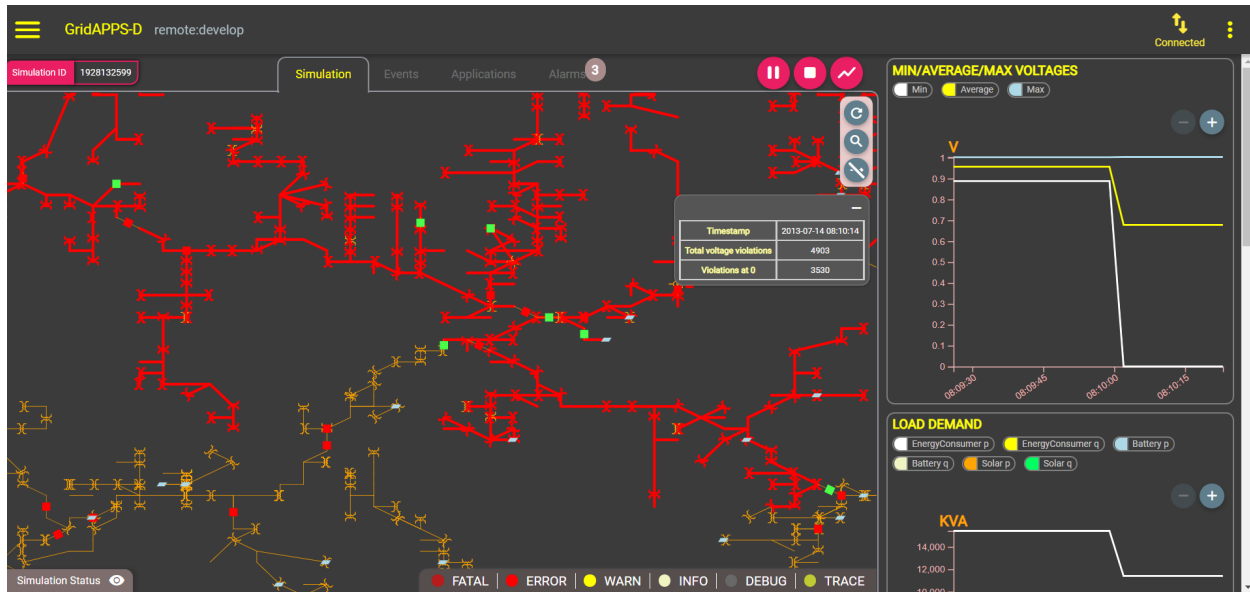 GridAPPS-D remote:develop
Connected
Simulation ID 1928132599
Simulation Events Applications Alarms 3
Timestamp 2013-07-14 08:10:14
Total voltage violations 4903
Violations at 0 3530
Simulation Status
FATAL ERROR WARN INFO DEBUG TRACE
MIN/AVERAGE/MAX VOLTAGES
Min Average Max
V
1
0.9
0.8
0.7
0.6
0.5
0.4
0.3
0.2
0.1
0
08:09:30 08:09:45 08:10:00 08:10:15
LOAD DEMAND
EnergyConsumer p EnergyConsumer q Battery p
Battery q Solar p Solar q
KVA
14,000
12,000
10,000